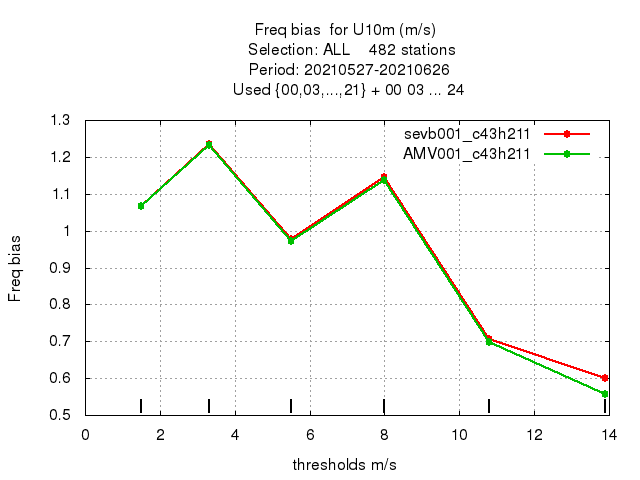 Freq bias  for U10m (m/s)
Selection: ALL    482 stations
Period: 20210527-20210626
Used {00,03,...,21} + 00 03 ... 24
sevb001_c43h211
AMV001_c43h211
1.3
1.2
1.1
1
0.9
0.8
0.7
0.6
0.5
Freq bias
0 2 4 6 8 10 12 14
thresholds m/s